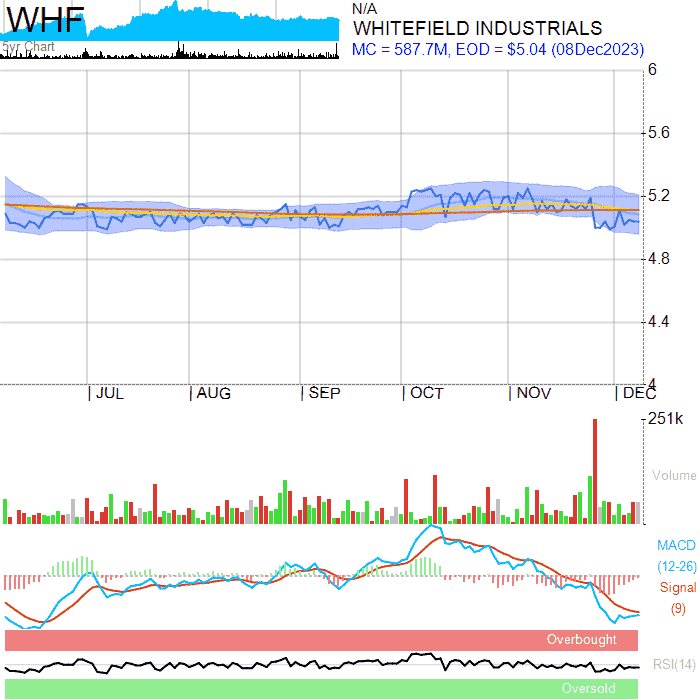 WHF
5yr Chart
N/A
WHITEFIELD INDUSTRIALS
MC = 587.7M, EOD = $5.04 (08Dec2023)
6
5.6
5.2
4.8
4.4
4
JUL AUG SEP OCT NOV DEC
251k
Volume
MACD
(12-26)
Signal
(9)
Overbought
RSI(14)
Oversold